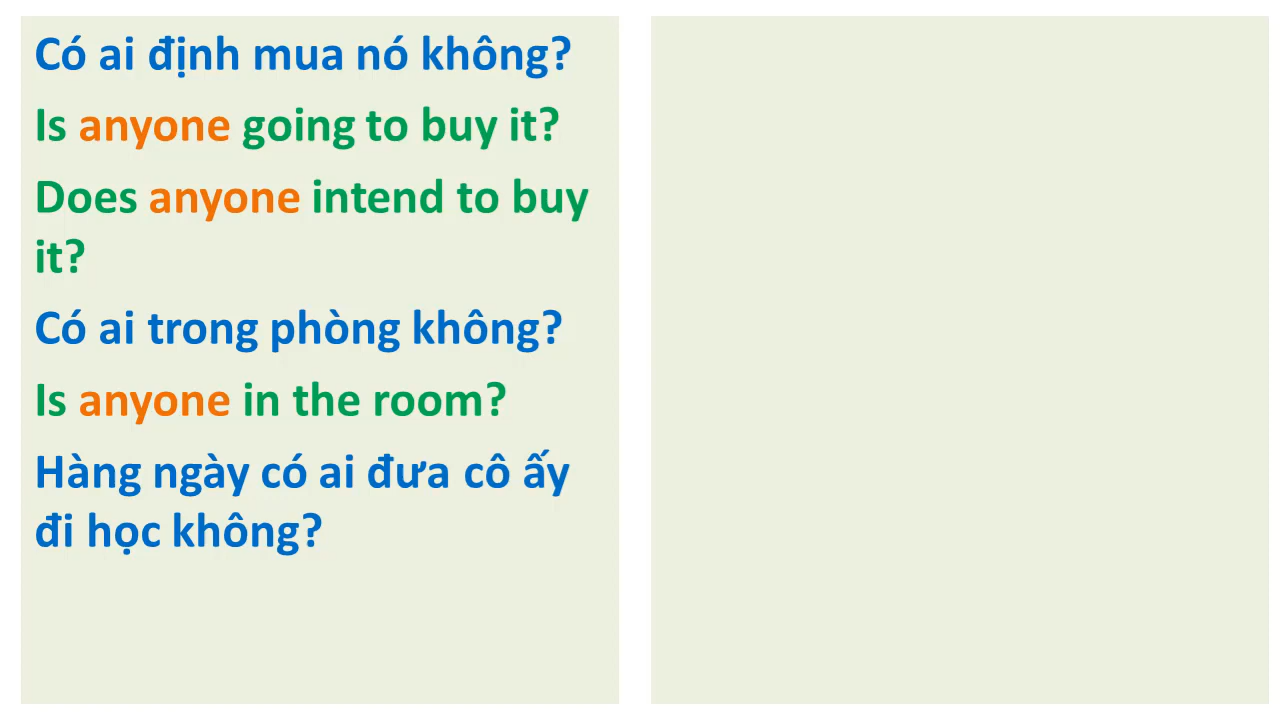 Có ai định mua nó không?
Is anyone going to buy it?
Does anyone intend to buy
it?
Có ai trong phòng không?
Is anyone in the room?
Hàng ngày có ai đưa cô ấy
đi học không?